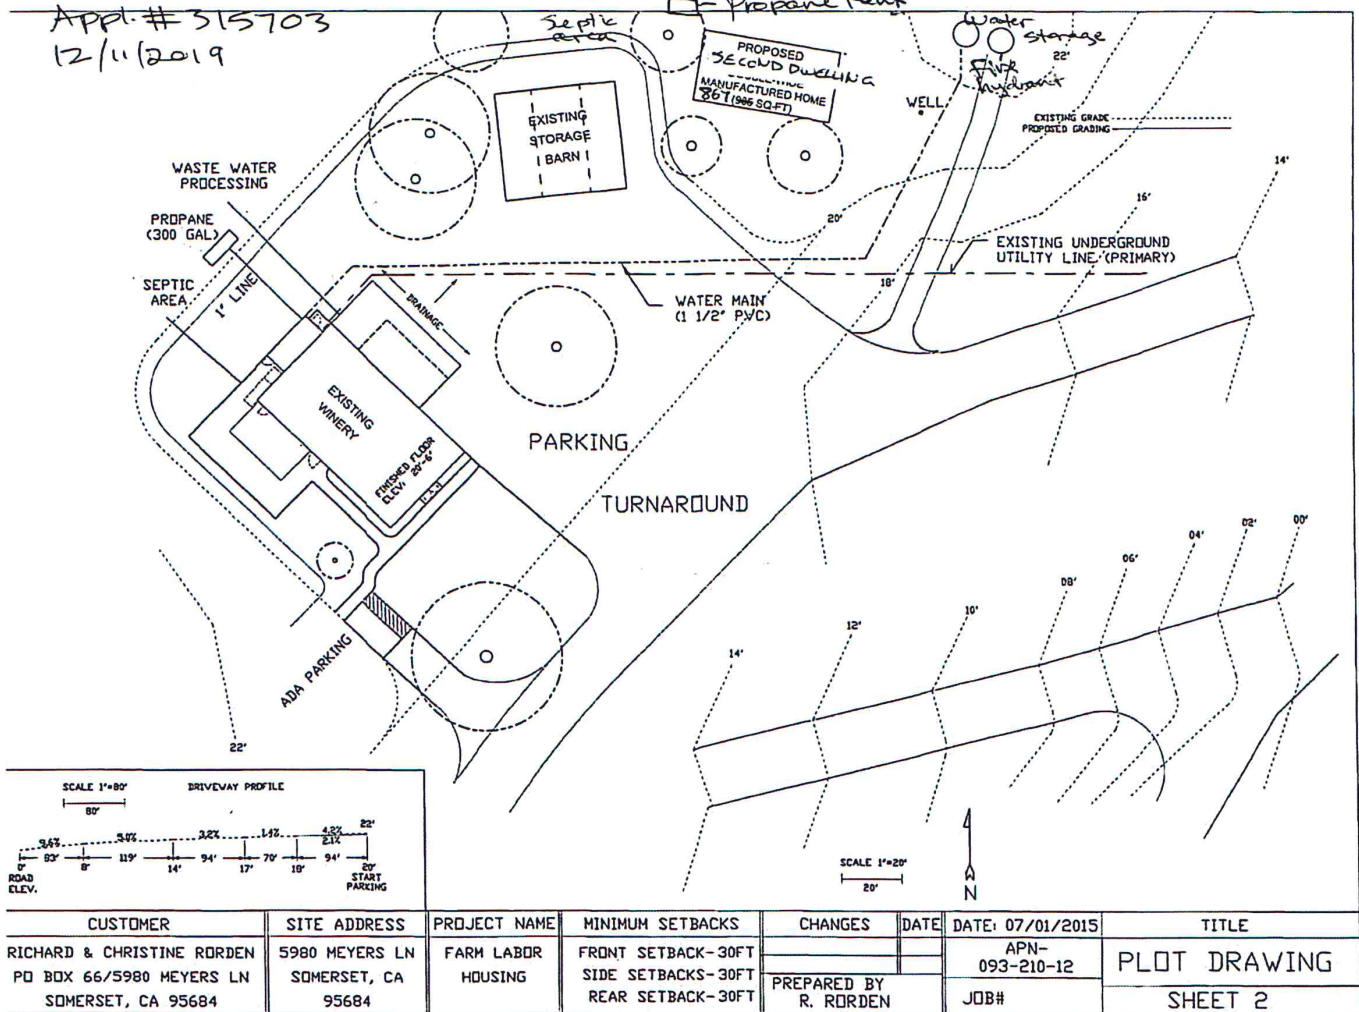 Appl. # 315703
12/11/2019
Septic area
- Propane Tank
Water Storage
Fire hydrant
22'
PROPOSED
SECOND DWELLING
MANUFACTURED HOME
867 (986 SQ-FT)
WELL
EXISTING GRADE
PROPOSED GRADING
EXISTING
STORAGE
BARN
WASTE WATER
PROCESSING
PROPANE
(300 GAL)
SEPTIC
AREA
1" LINE
DRAINAGE
14'
16'
20'
18'
EXISTING UNDERGROUND
UTILITY LINE (PRIMARY)
WATER MAIN
(1 1/2" PVC)
EXISTING
WINERY
FINISHED FLOOR
ELEV: 20'-6"
PARKING
TURNAROUND
ADA PARKING
22'
14'
12'
10'
08'
06'
04'
02'
00'
SCALE 1"=80'
80'
DRIVEWAY PROFILE
9.6%
5.0%
3.2%
1.4%
4.2%
2.1%
22'
83'
119'
94'
70'
94'
0'
8'
14'
17'
18'
20'
ROAD
ELEV.
START
PARKING
SCALE 1"=20'
20'
N
CUSTOMER
RICHARD & CHRISTINE RORDEN
PO BOX 66/5980 MEYERS LN
SOMERSET, CA 95684
SITE ADDRESS
5980 MEYERS LN
SOMERSET, CA
95684
PROJECT NAME
FARM LABOR
HOUSING
MINIMUM SETBACKS
FRONT SETBACK-30FT
SIDE SETBACKS-30FT
REAR SETBACK-30FT
CHANGES
DATE
PREPARED BY
R. RORDEN
DATE: 07/01/2015
APN-
093-210-12
JOB#
TITLE
PLOT DRAWING
SHEET 2